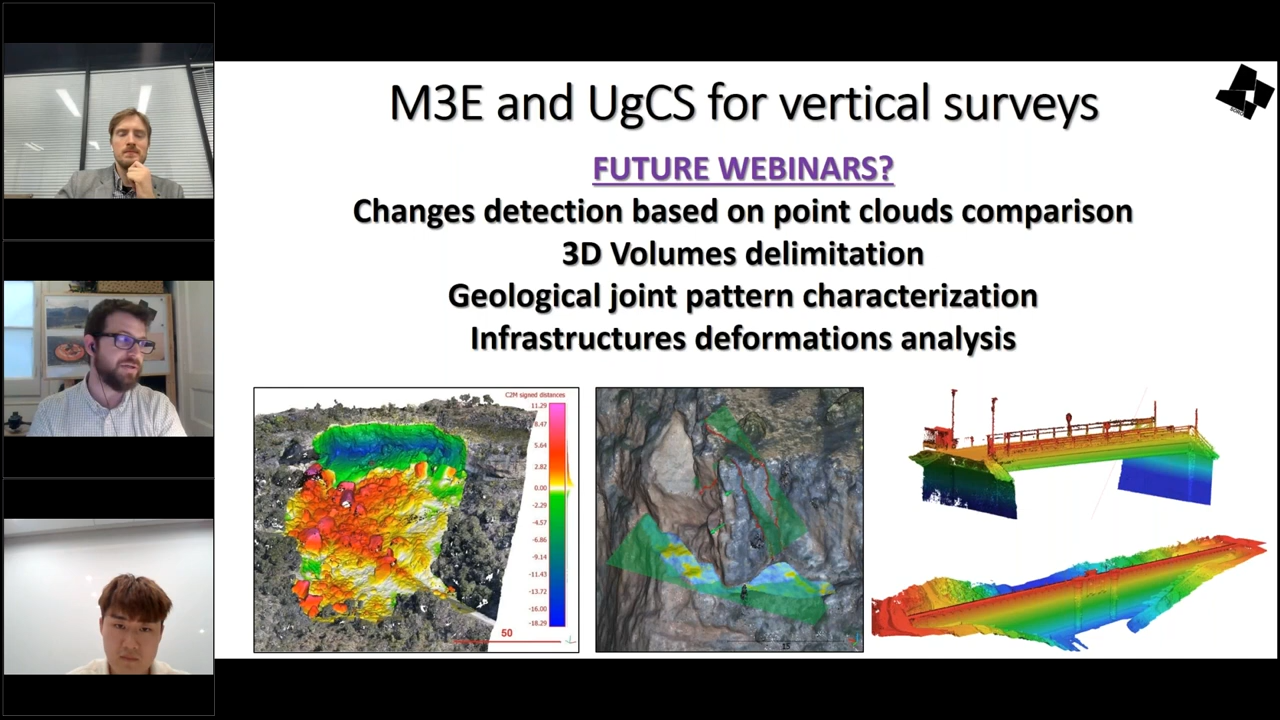 M3E and UgCS for vertical surveys
FUTURE WEBINARS?
Changes detection based on point clouds comparison
3D Volumes delimitation
Geological joint pattern characterization
Infrastructures deformations analysis
C2M signed distances
11.29
8.47
5.64
2.82
0.00
-2.29
-4.57
-6.86
-9.14
-11.43
-13.72
-16.00
-18.29
50
15